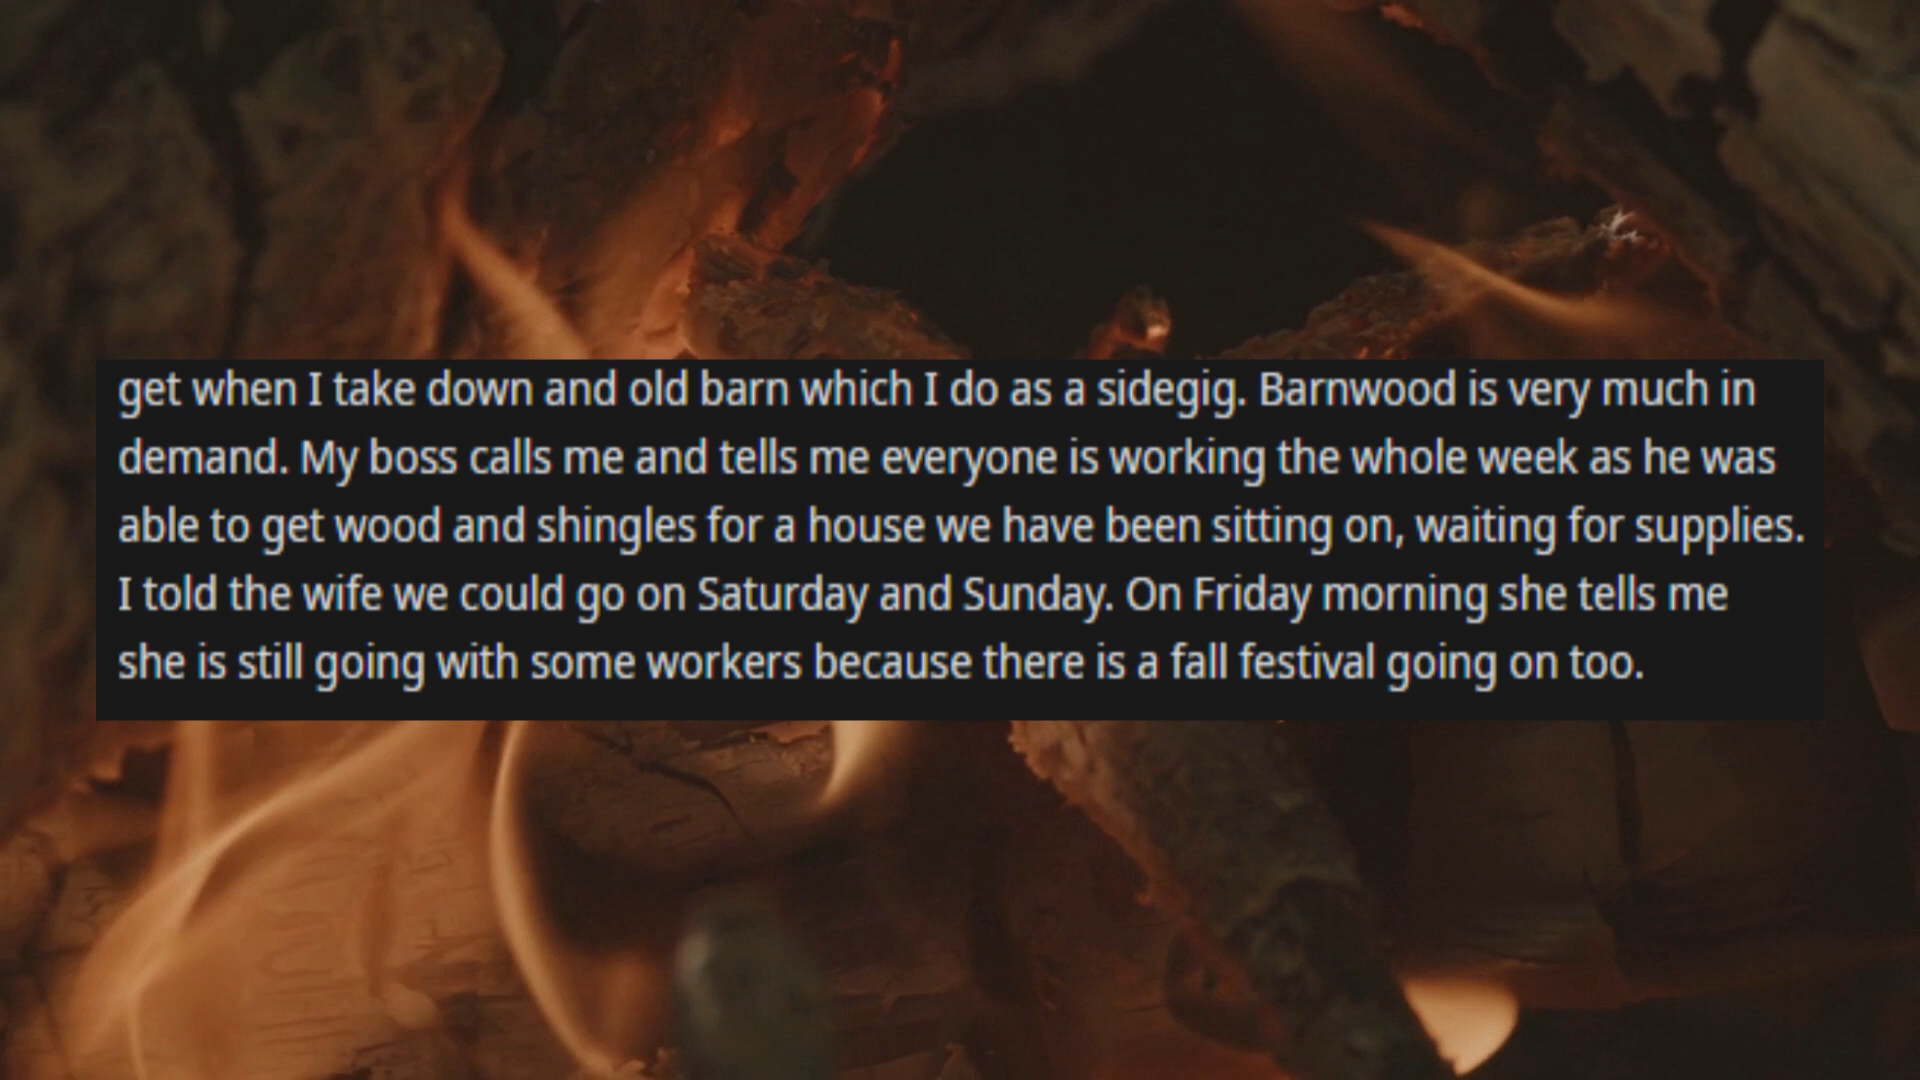 get when I take down and old barn which I do as a sidegig. Barnwood is very much in
demand. My boss calls me and tells me everyone is working the whole week as he was
able to get wood and shingles for a house we have been sitting on, waiting for supplies.
I told the wife we could go on Saturday and Sunday. On Friday morning she tells me
she is still going with some workers because there is a fall festival going on too.